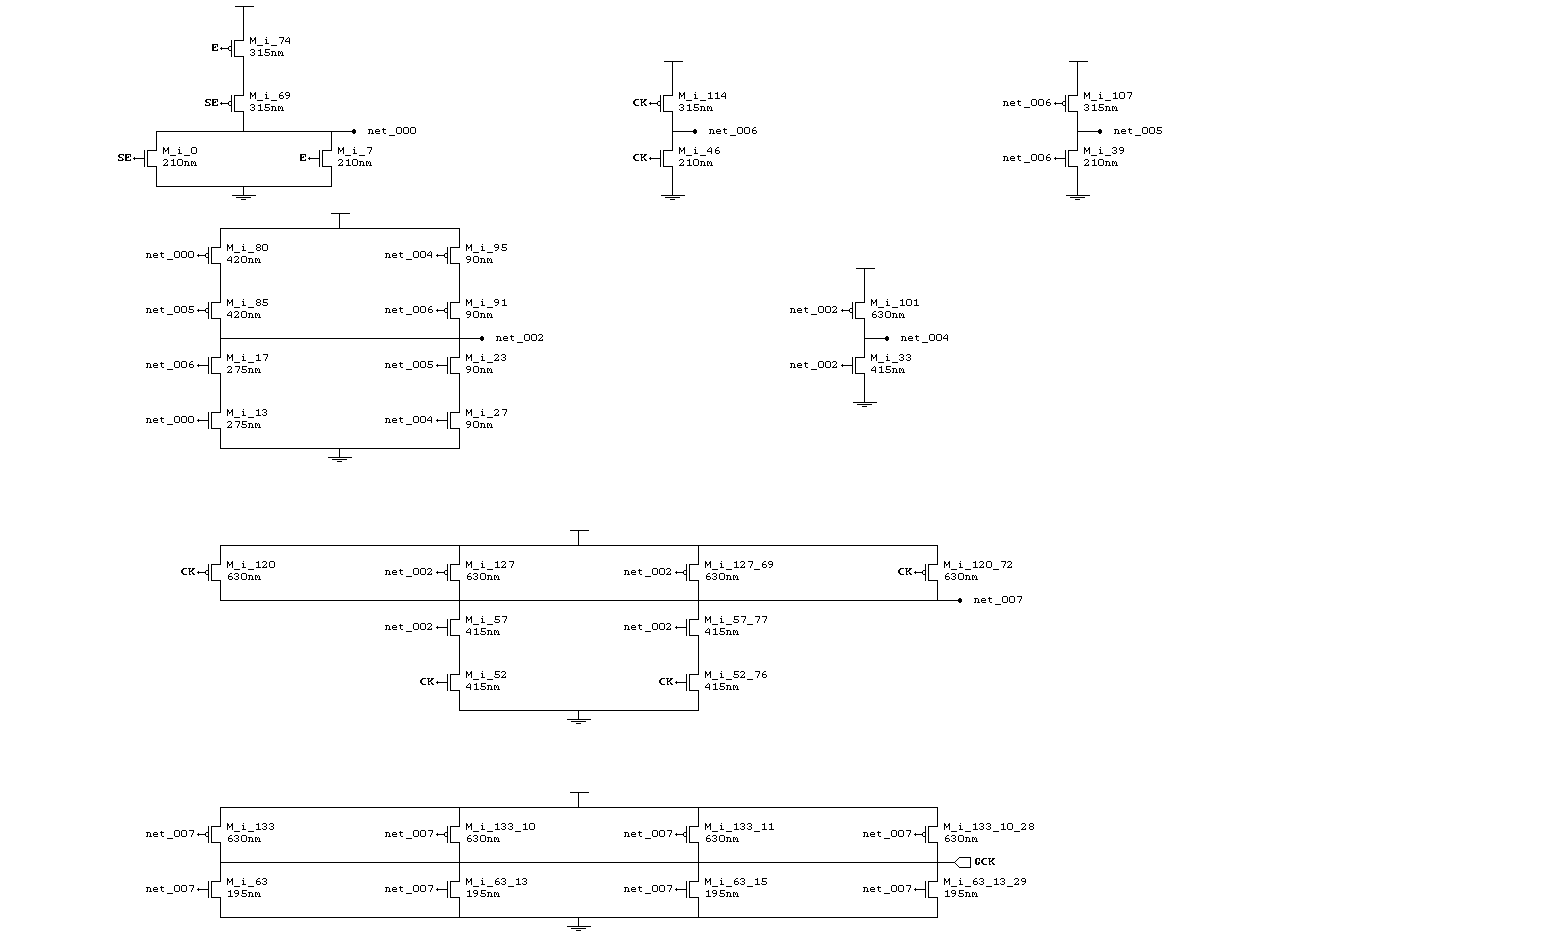 E
M_i_74
315nm
SE
M_i_69
315nm
net_000
SE
M_i_0
210nm
E
M_i_7
210nm
CK
M_i_114
315nm
net_006
CK
M_i_46
210nm
net_006
M_i_107
315nm
net_005
net_006
M_i_39
210nm
net_000
M_i_80
420nm
net_004
M_i_95
90nm
net_005
M_i_85
420nm
net_006
M_i_91
90nm
net_002
net_006
M_i_17
275nm
net_005
M_i_23
90nm
net_000
M_i_13
275nm
net_004
M_i_27
90nm
net_002
M_i_101
630nm
net_004
net_002
M_i_33
415nm
CK
M_i_120
630nm
net_002
M_i_127
630nm
net_002
M_i_127_69
630nm
CK
M_i_120_72
630nm
net_007
net_002
M_i_57
415nm
net_002
M_i_57_77
415nm
CK
M_i_52
415nm
CK
M_i_52_76
415nm
net_007
M_i_133
630nm
net_007
M_i_133_10
630nm
net_007
M_i_133_11
630nm
net_007
M_i_133_10_28
630nm
GCK
net_007
M_i_63
195nm
net_007
M_i_63_13
195nm
net_007
M_i_63_15
195nm
net_007
M_i_63_13_29
195nm